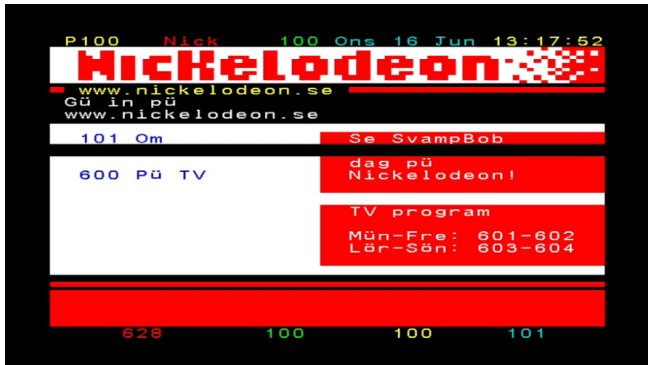 P100 Nick 100 Ons 16 Jun 13:17:52
Nickelodeon
www.nickelodeon.se
Gü in pü
www.nickelodeon.se
101 Om Se SvampBob
dag pü
600 Pü TV Nickelodeon!
TV program
Mün-Fre: 601-602
Lör-Sön: 603-604
628 100 100 101